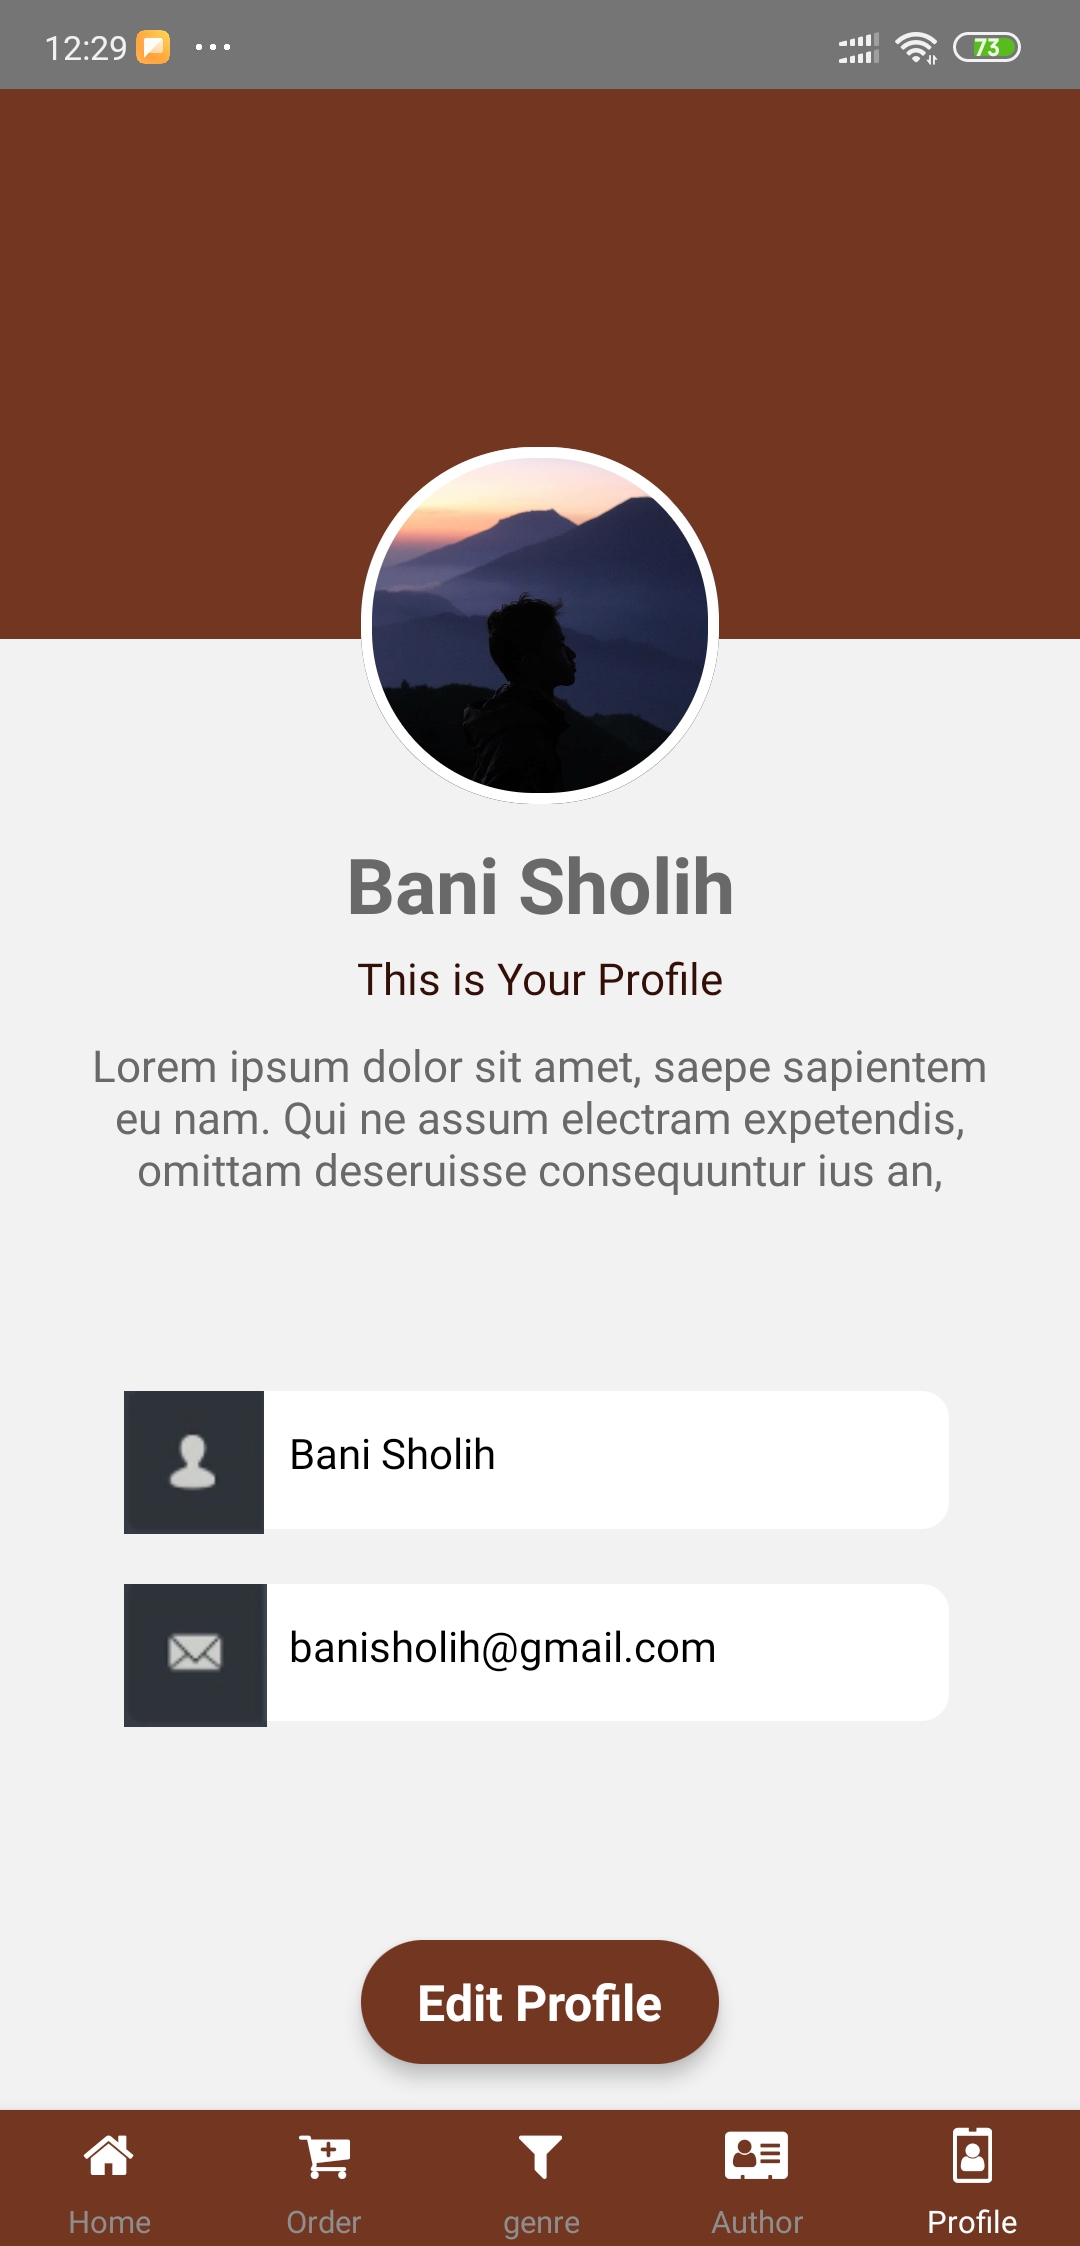 12:29
73
Bani Sholih
This is Your Profile
Lorem ipsum dolor sit amet, saepe sapientem
eu nam. Qui ne assum electram expetendis,
omittam deseruisse consequuntur ius an,
Bani Sholih
banisholih@gmail.com
Edit Profile
Home Order genre Author Profile